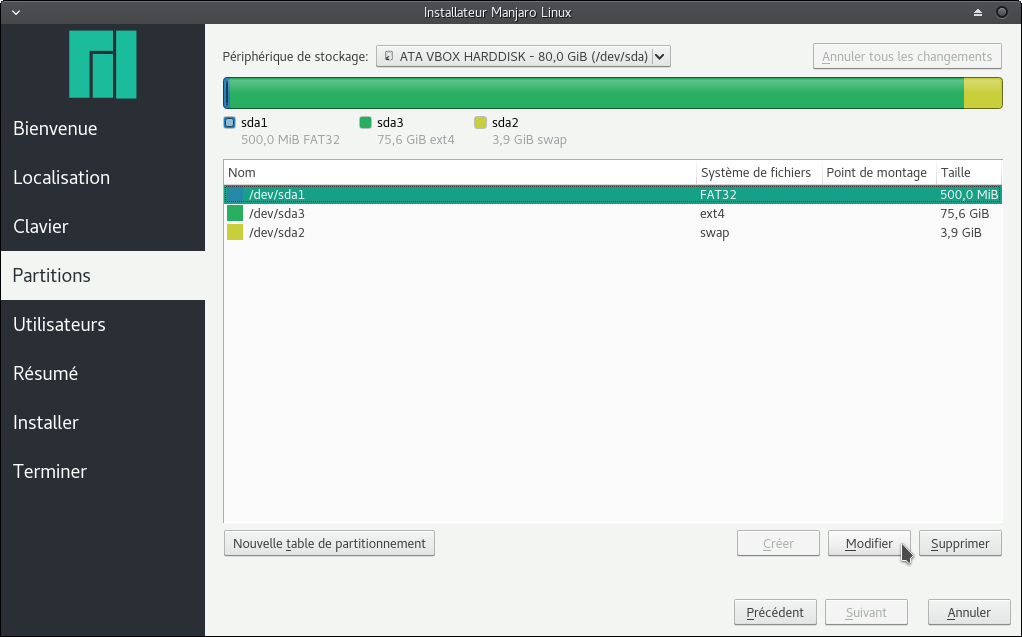 Installateur Manjaro Linux
Bienvenue
Localisation
Clavier
Partitions
Utilisateurs
Résumé
Installer
Terminer
Périphérique de stockage: ATA VBOX HARDDISK - 80,0 GiB (/dev/sda) Annuler tous les changements
sda1 sda3 sda2
500,0 MiB FAT32 75,6 GiB ext4 3,9 GiB swap
Nom Système de fichiers Point de montage Taille
/dev/sda1 FAT32 500,0 MiB
/dev/sda3 ext4 75,6 GiB
/dev/sda2 swap 3,9 GiB
Nouvelle table de partitionnement Créer Modifier Supprimer
Précédent Suivant Annuler